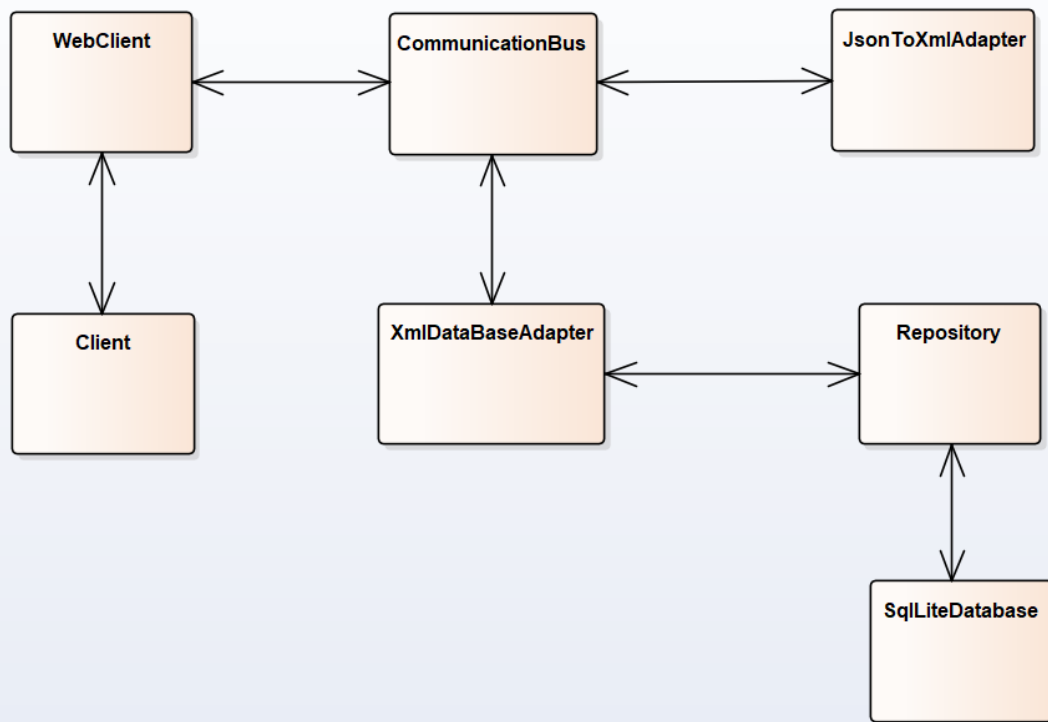 WebClient
CommunicationBus
JsonToXmlAdapter
Client
XmlDataBaseAdapter
Repository
SqlLiteDatabase